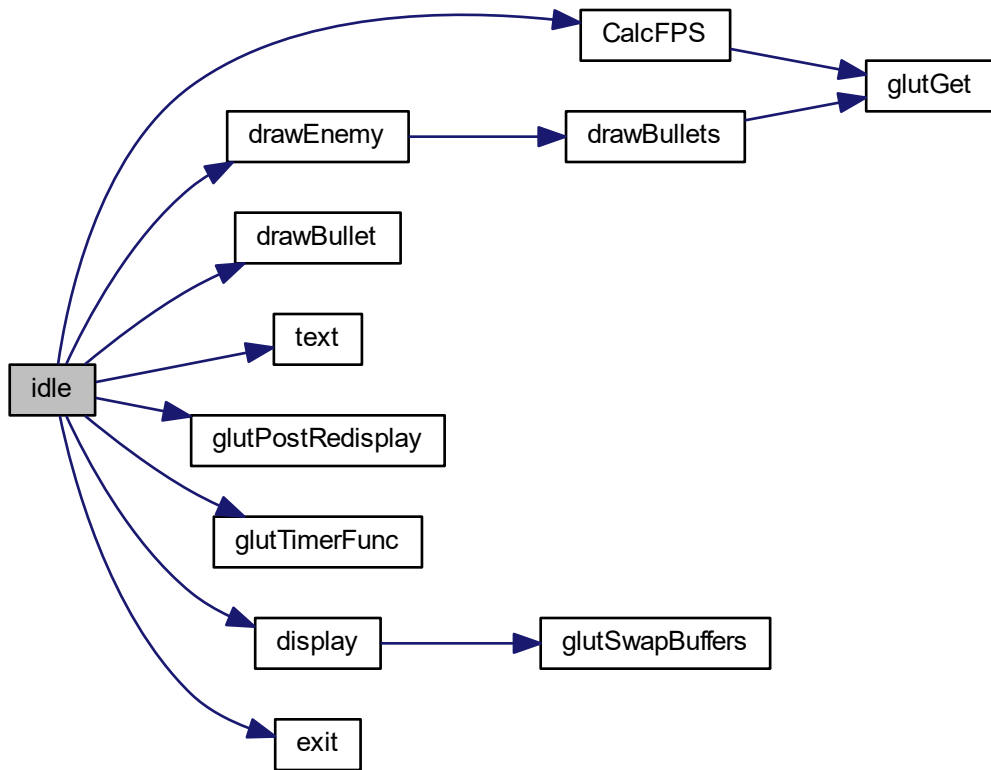 CalcFPS
glutGet
drawEnemy
drawBullets
drawBullet
text
idle
glutPostRedisplay
glutTimerFunc
display
glutSwapBuffers
exit